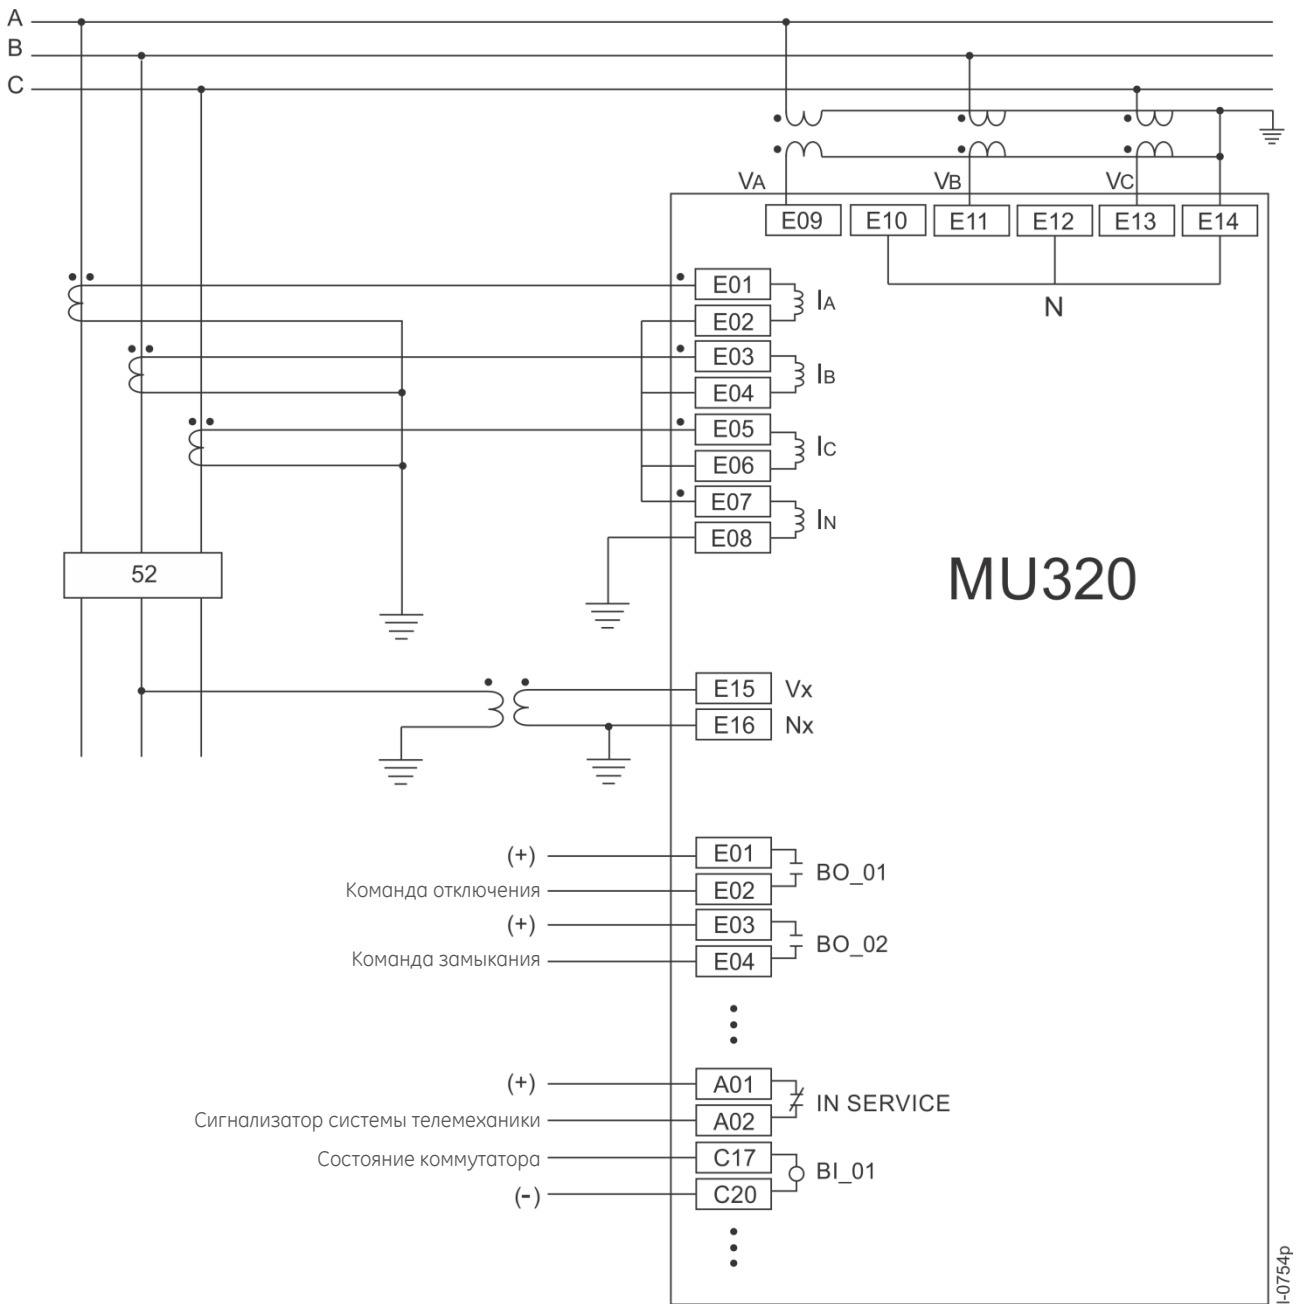 A
B
C
VA
VB
VC
E09
E10
E11
E12
E13
E14
N
E01
IA
E02
E03
IB
E04
E05
IC
E06
E07
IN
E08
52
MU320
E15
Vx
E16
Nx
(+)
E01
BO_01
Команда отключения
E02
(+)
E03
BO_02
Команда замыкания
E04
(+)
A01
IN SERVICE
Сигнализатор системы телемеханики
A02
Состояние коммутатора
C17
BI_01
(-)
C20
I-0754p